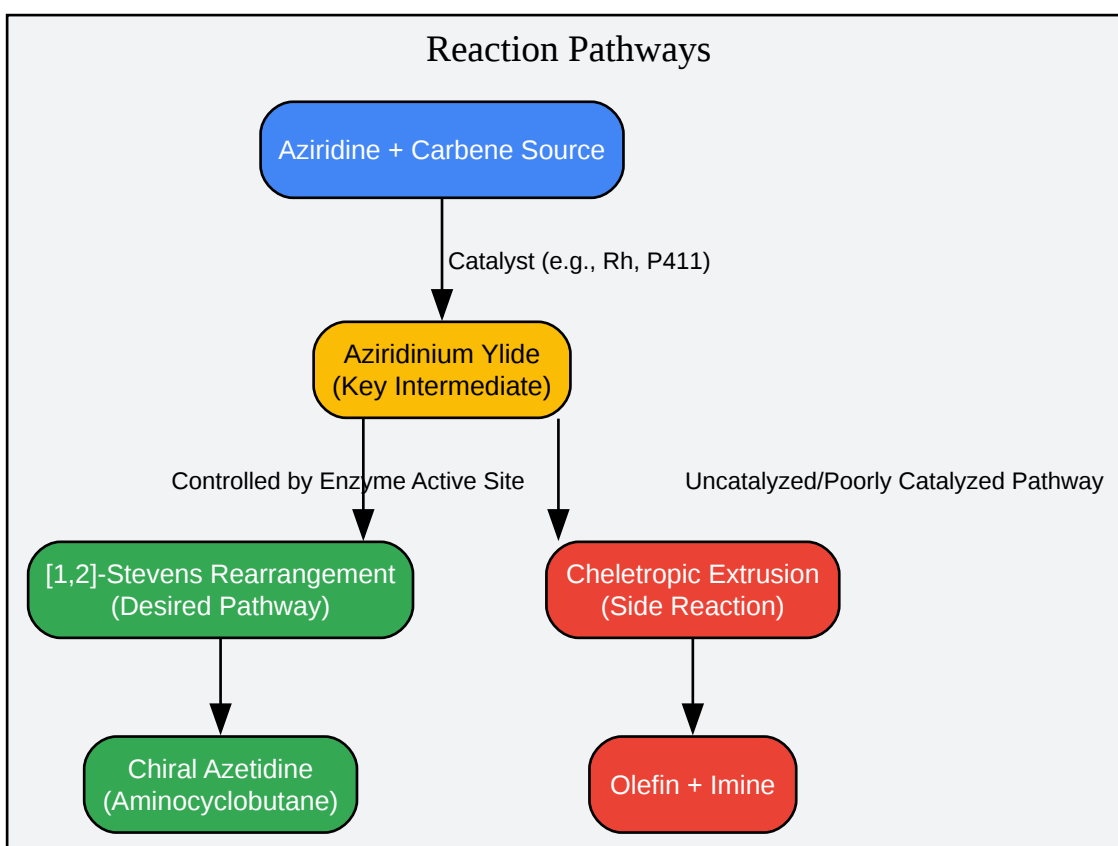 Reaction Pathways
Aziridine + Carbene Source
Catalyst (e.g., Rh, P411)
Aziridinium Ylide
(Key Intermediate)
Controlled by Enzyme Active Site
Uncatalyzed/Poorly Catalyzed Pathway
[1,2]-Stevens Rearrangement
(Desired Pathway)
Cheletropic Extrusion
(Side Reaction)
Chiral Azetidine
(Aminocyclobutane)
Olefin + Imine